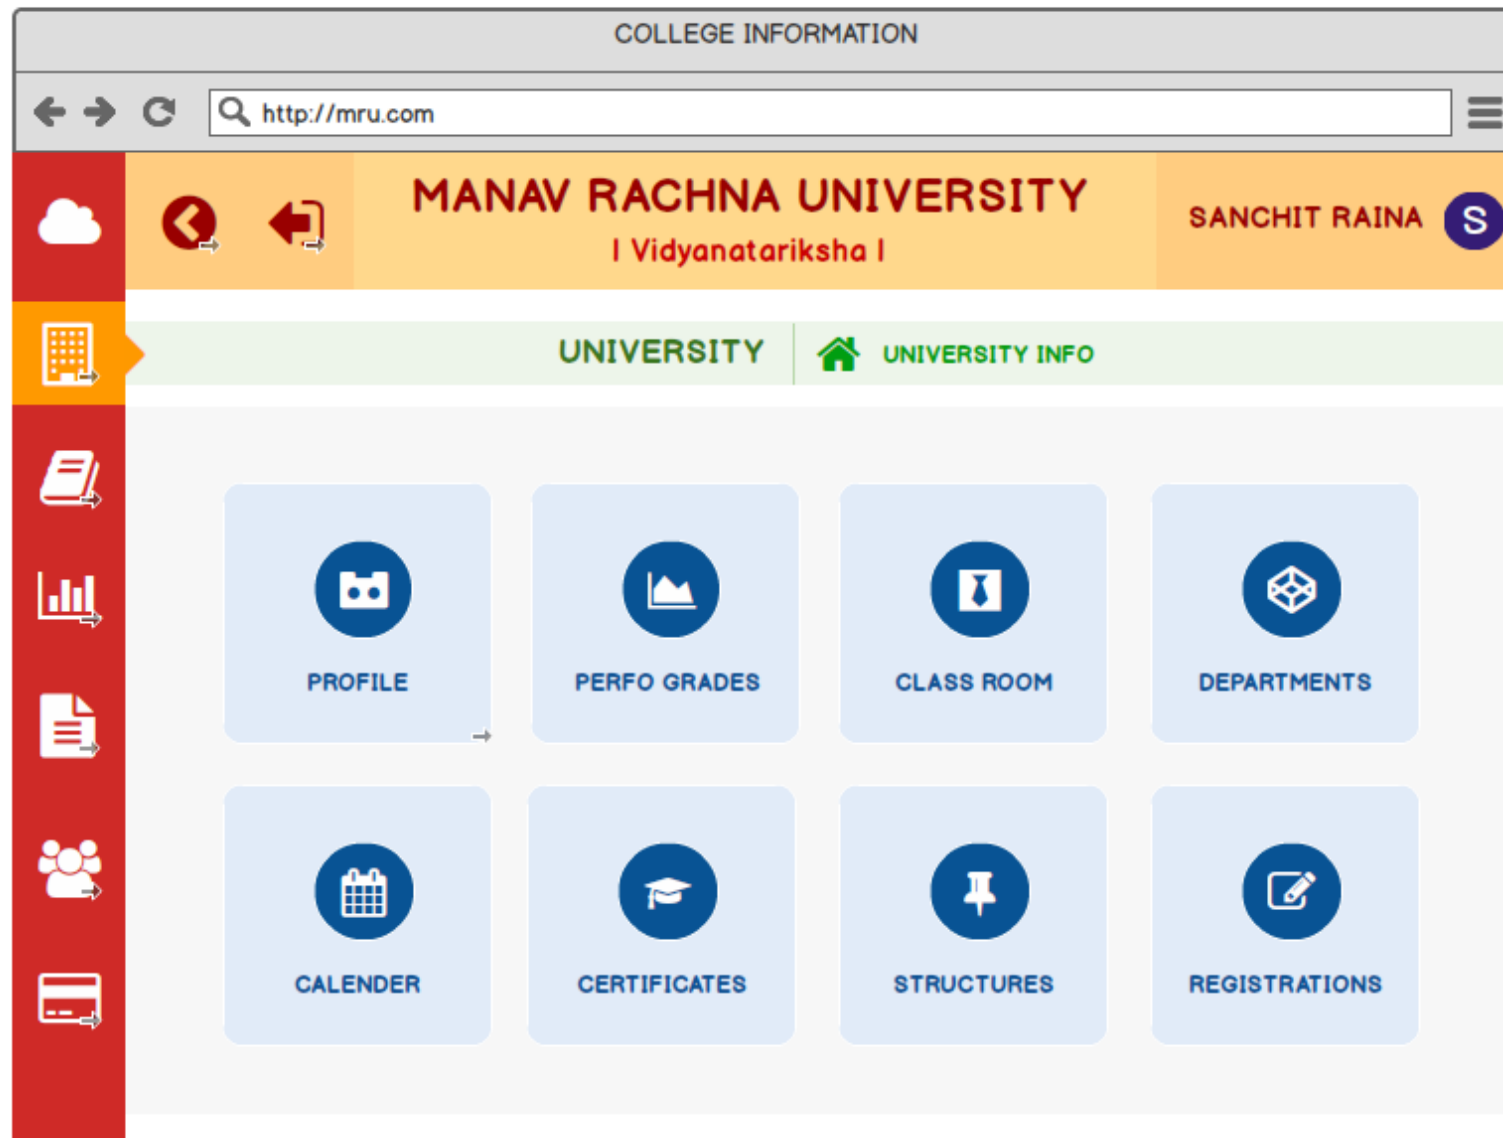 COLLEGE INFORMATION
http://mru.com
MANAV RACHNA UNIVERSITY
| Vidyanatariksha |
SANCHIT RAINA S
UNIVERSITY UNIVERSITY INFO
PROFILE PERFO GRADES CLASS ROOM DEPARTMENTS
CALENDER CERTIFICATES STRUCTURES REGISTRATIONS